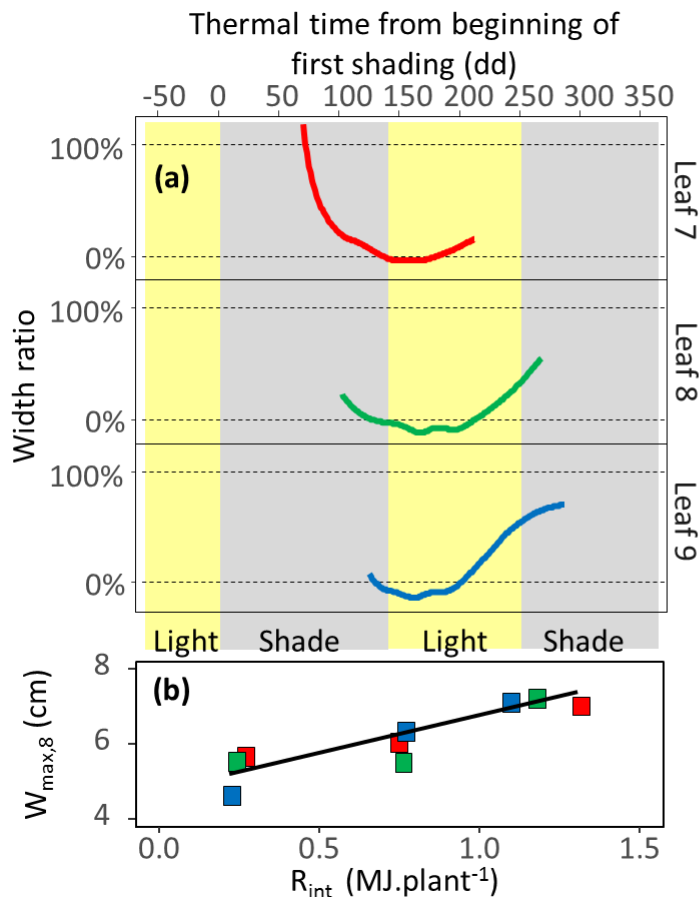 Thermal time from beginning of
first shading (dd)
-50 0 50 100 150 200 250 300 350
(a)
100%
0%
Leaf 7
100%
0%
Leaf 8
100%
0%
Leaf 9
Width ratio
Light Shade Light Shade
(b)
8
6
4
Wmax,8 (cm)
0.0 0.5 1.0 1.5
Rint (MJ.plant-1)